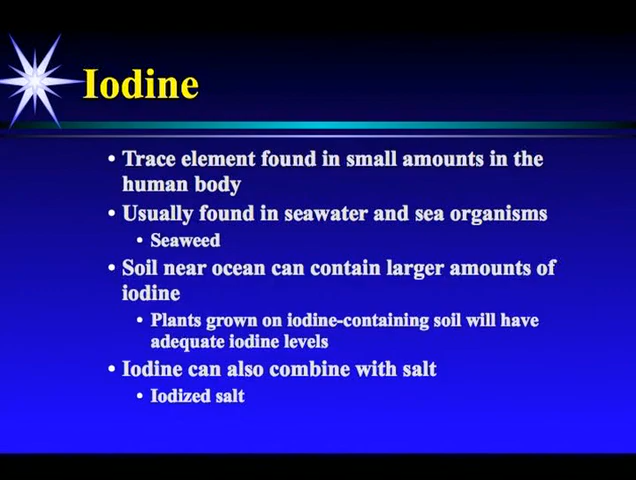 Iodine
• Trace element found in small amounts in the
human body
• Usually found in seawater and sea organisms
• Seaweed
• Soil near ocean can contain larger amounts of
iodine
• Plants grown on iodine-containing soil will have
adequate iodine levels
• Iodine can also combine with salt
• Iodized salt